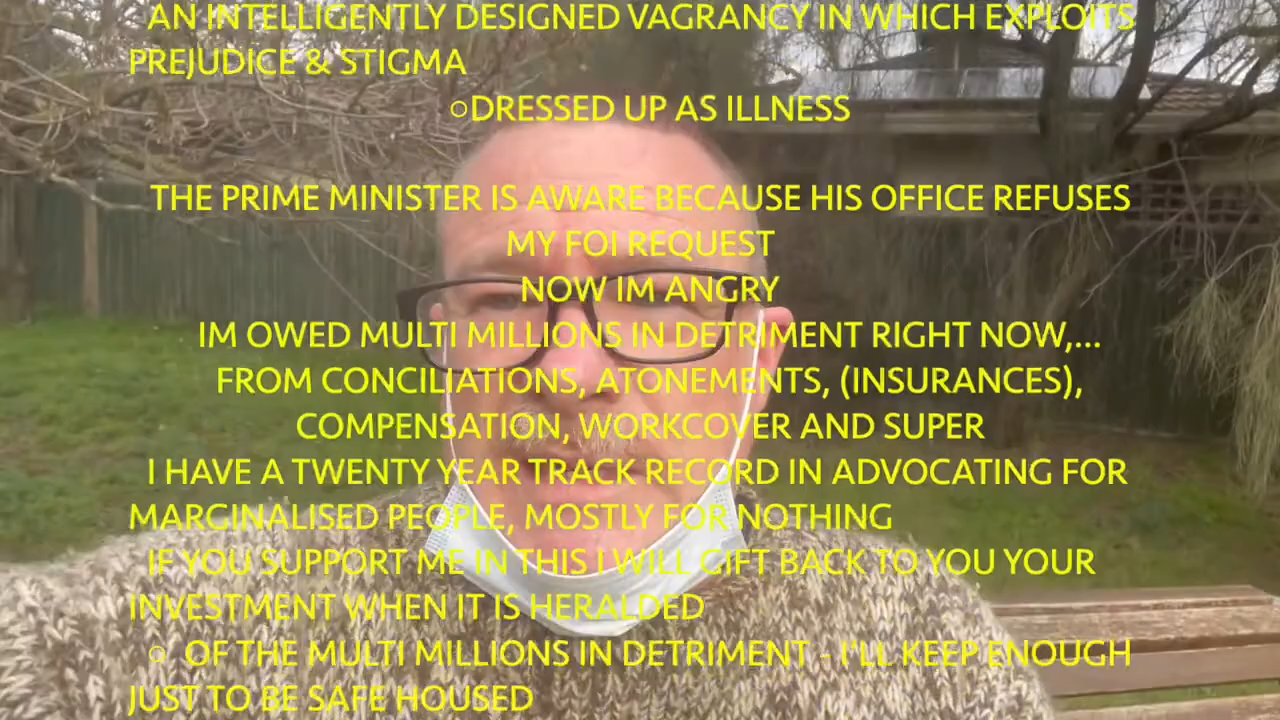 AN INTELLIGENTLY DESIGNED VAGRANCY IN WHICH EXPLOITS
PREJUDICE & STIGMA
○DRESSED UP AS ILLNESS
THE PRIME MINISTER IS AWARE BECAUSE HIS OFFICE REFUSES
MY FOI REQUEST
NOW IM ANGRY
IM OWED MULTI MILLIONS IN DETRIMENT RIGHT NOW,...
FROM CONCILIATIONS, ATONEMENTS, (INSURANCES),
COMPENSATION, WORKCOVER AND SUPER
I HAVE A TWENTY YEAR TRACK RECORD IN ADVOCATING FOR
MARGINALISED PEOPLE, MOSTLY FOR NOTHING
IF YOU SUPPORT ME IN THIS I WILL GIFT BACK TO YOU YOUR
INVESTMENT WHEN IT IS HERALDED
○ OF THE MULTI MILLIONS IN DETRIMENT - I'LL KEEP ENOUGH
JUST TO BE SAFE HOUSED